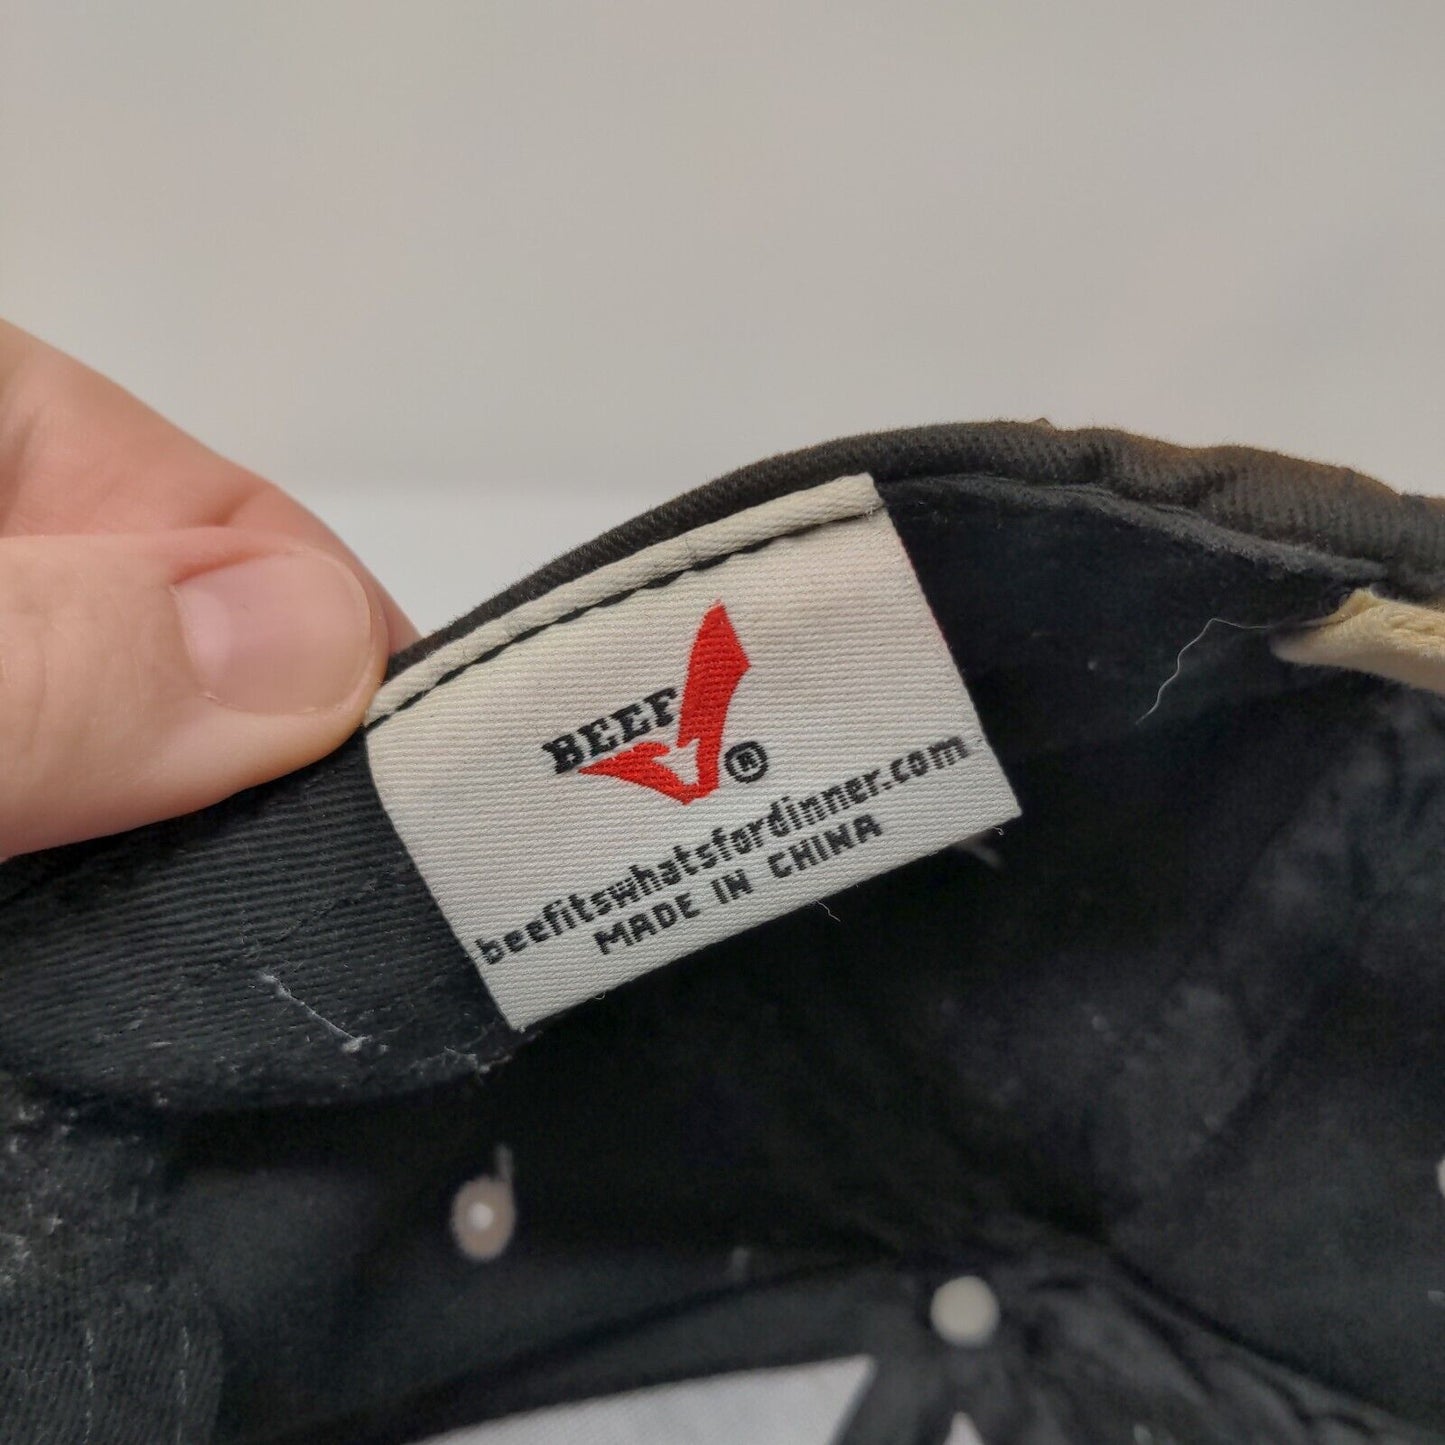 BEEF
®
beefitswhatsfordinner.com
MADE IN CHINA